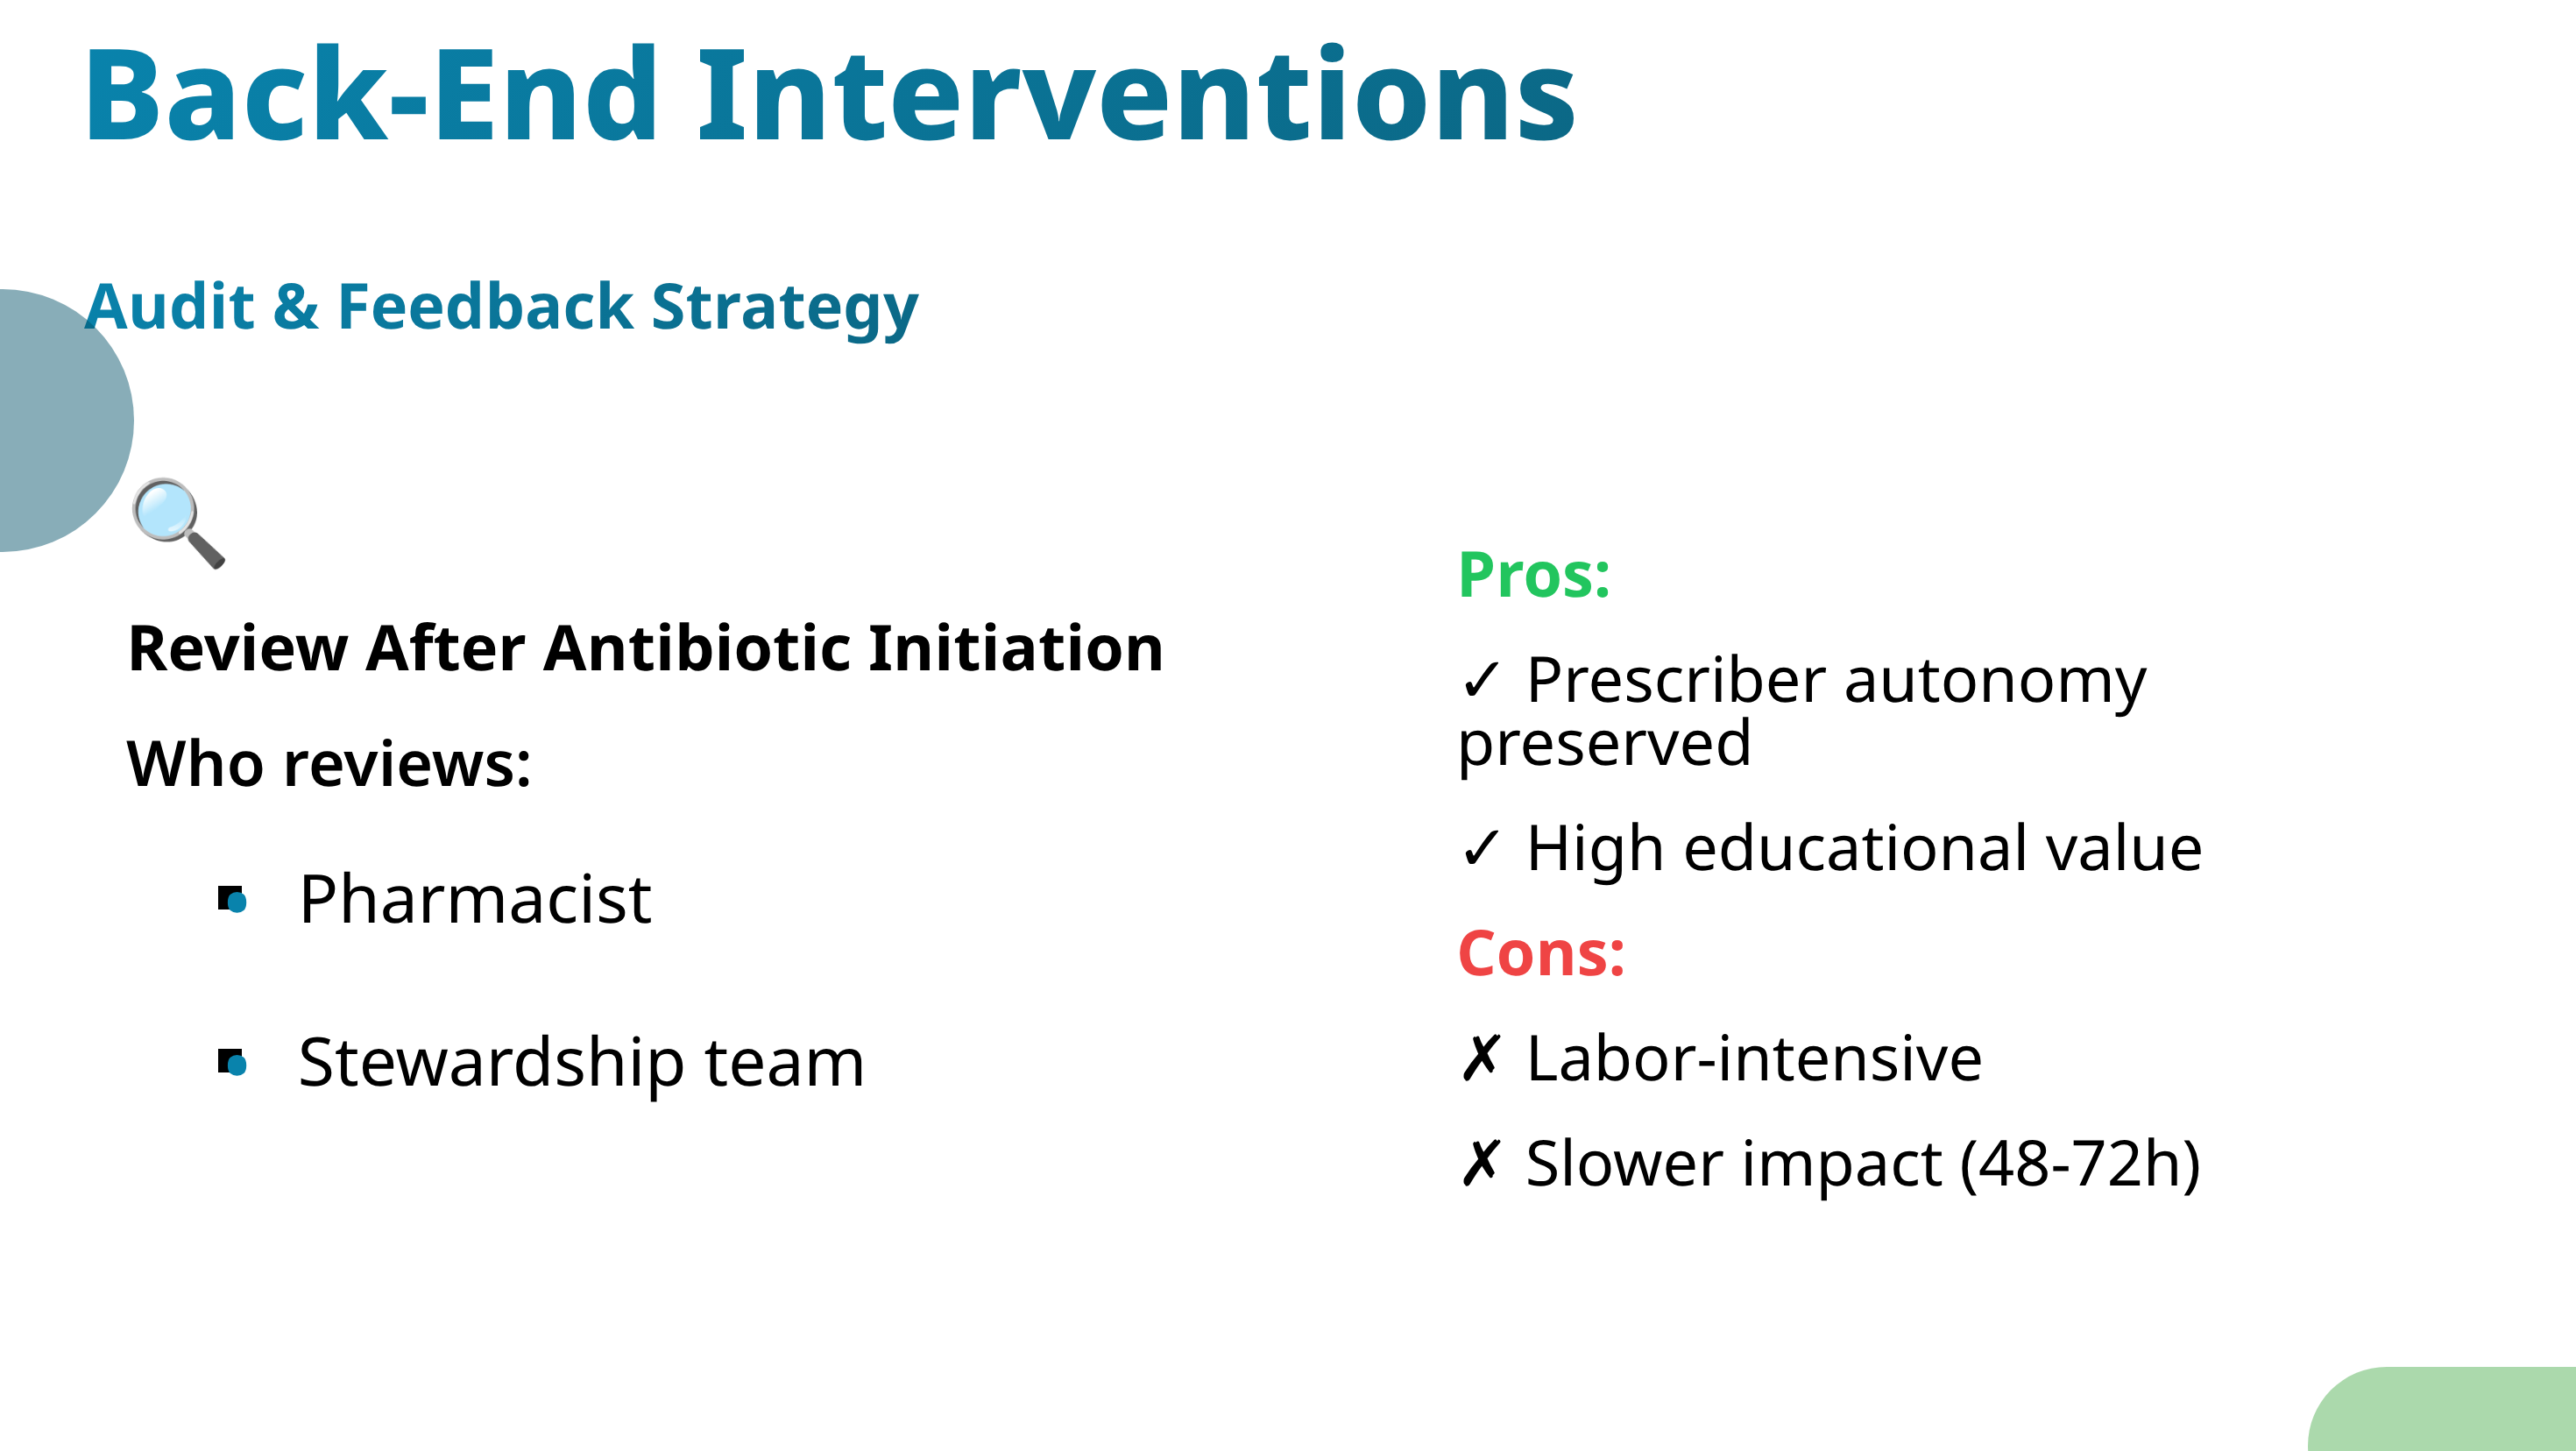 Back-End Interventions
Audit & Feedback Strategy
Review After Antibiotic Initiation
Who reviews:
▪ Pharmacist
▪ Stewardship team
Pros:
✓ Prescriber autonomy
preserved
✓ High educational value
Cons:
✗ Labor-intensive
✗ Slower impact (48-72h)